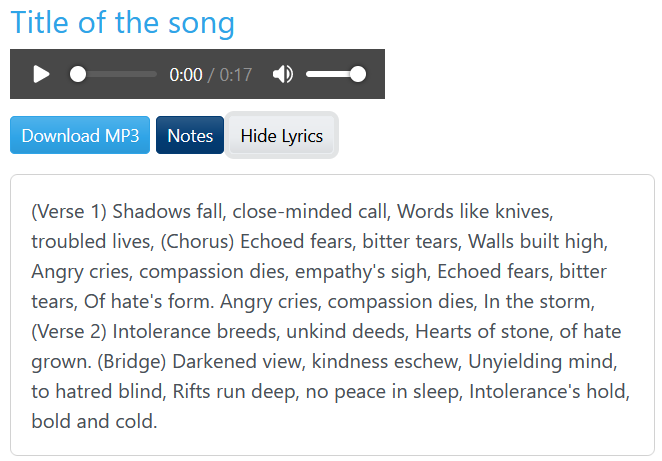 Title of the song
0:00 / 0:17
Download MP3 Notes Hide Lyrics
(Verse 1) Shadows fall, close-minded call, Words like knives,
troubled lives, (Chorus) Echoed fears, bitter tears, Walls built high,
Angry cries, compassion dies, empathy's sigh, Echoed fears, bitter
tears, Of hate's form. Angry cries, compassion dies, In the storm,
(Verse 2) Intolerance breeds, unkind deeds, Hearts of stone, of hate
grown. (Bridge) Darkened view, kindness eschew, Unyielding mind,
to hatred blind, Rifts run deep, no peace in sleep, Intolerance's hold,
bold and cold.